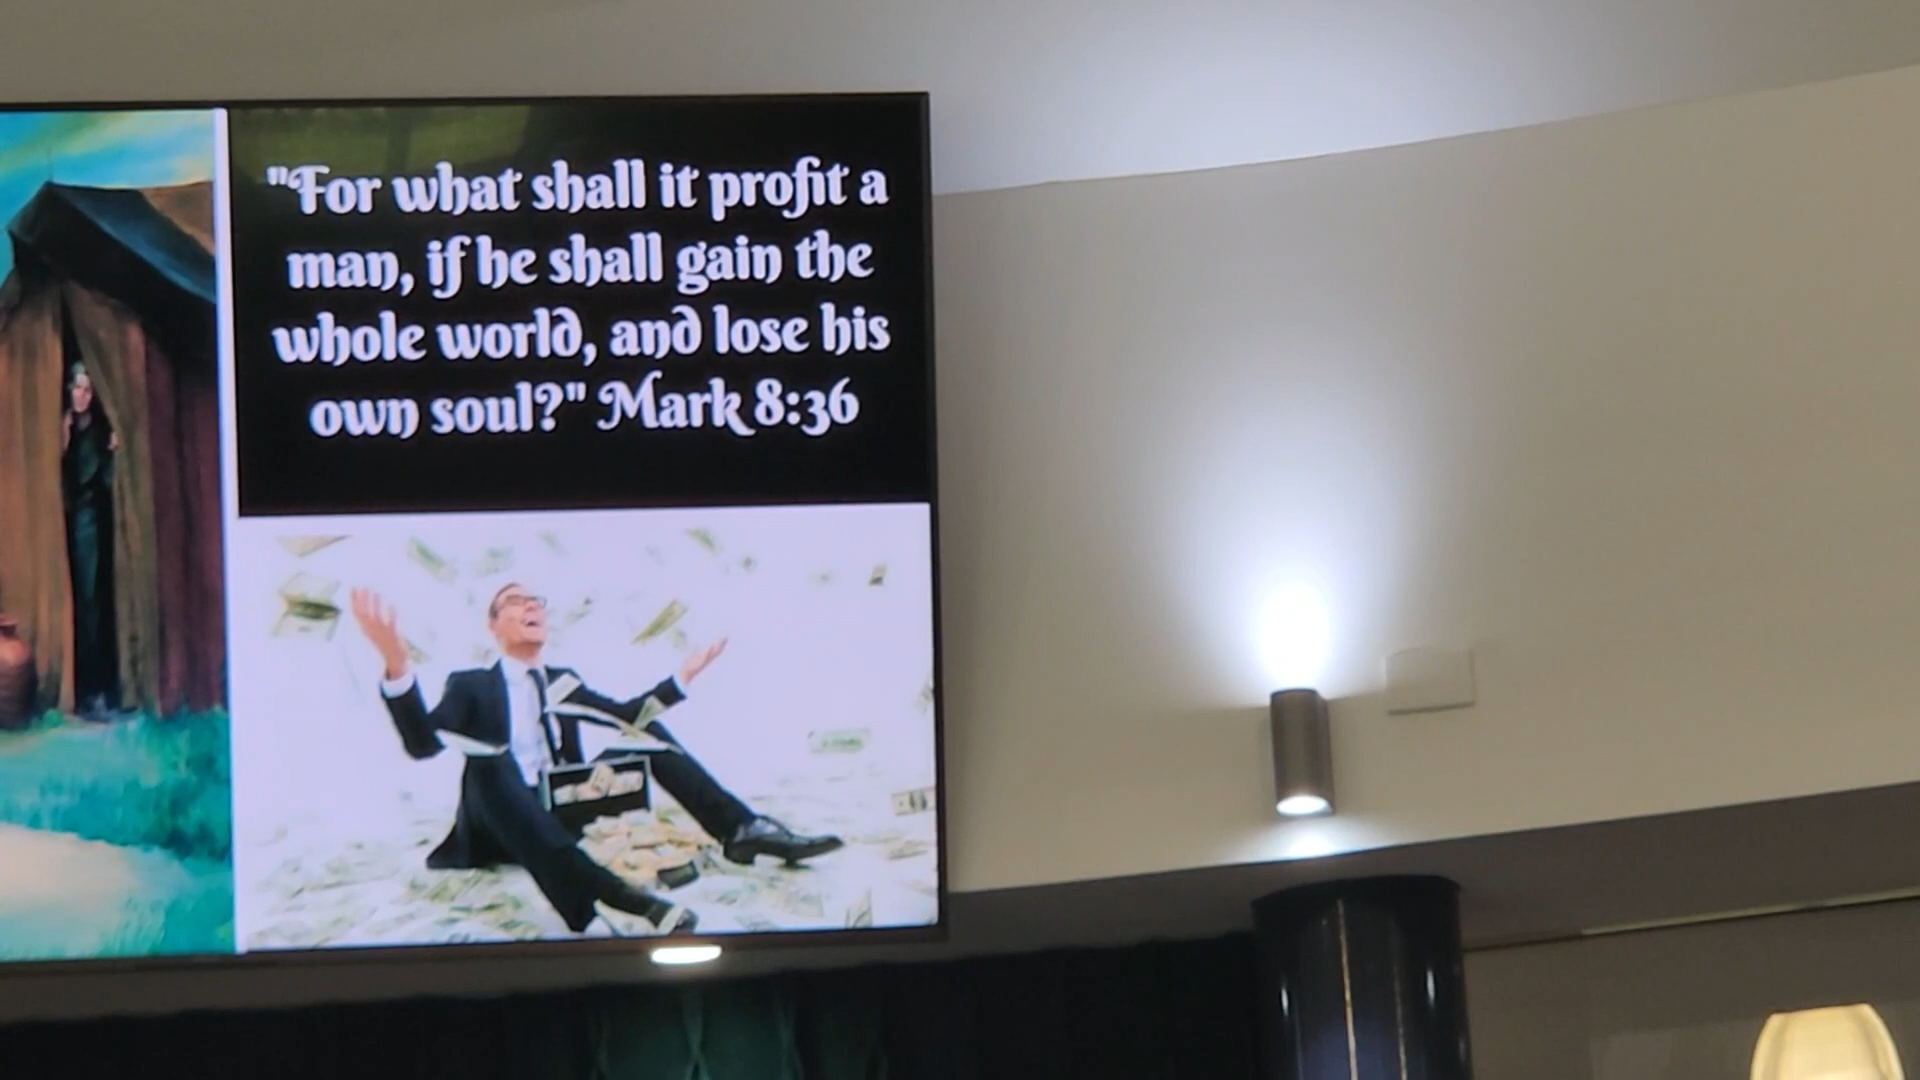 "For what shall it profit a
man, if he shall gain the
whole world, and lose his
own soul?" Mark 8:36